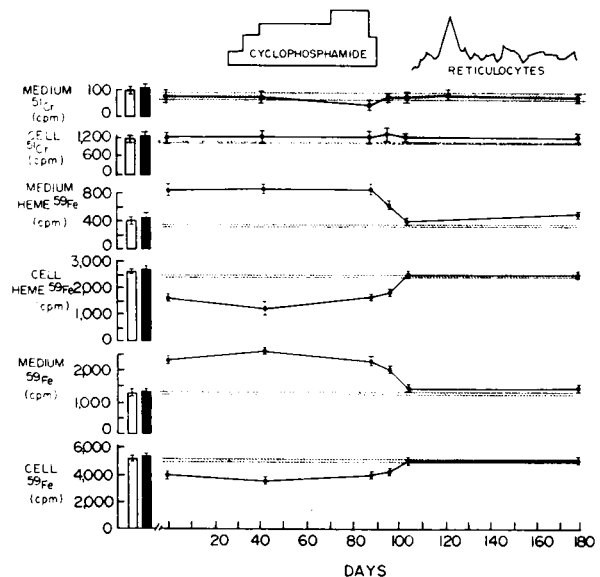 CYCLOPHOSPHAMIDE
RETICULOCYTES
MEDIUM
51Cr
(cpm)
100
0
CELL
51Cr
(cpm)
1,200
600
0
MEDIUM
HEME 59Fe
(cpm)
800
400
0
CELL
HEME 59Fe
(cpm)
3,000
2,000
1,000
0
MEDIUM
59Fe
(cpm)
2,000
1,000
0
CELL
59Fe
(cpm)
6,000
4,000
2,000
0
20 40 60 80 100 120 140 160 180
DAYS